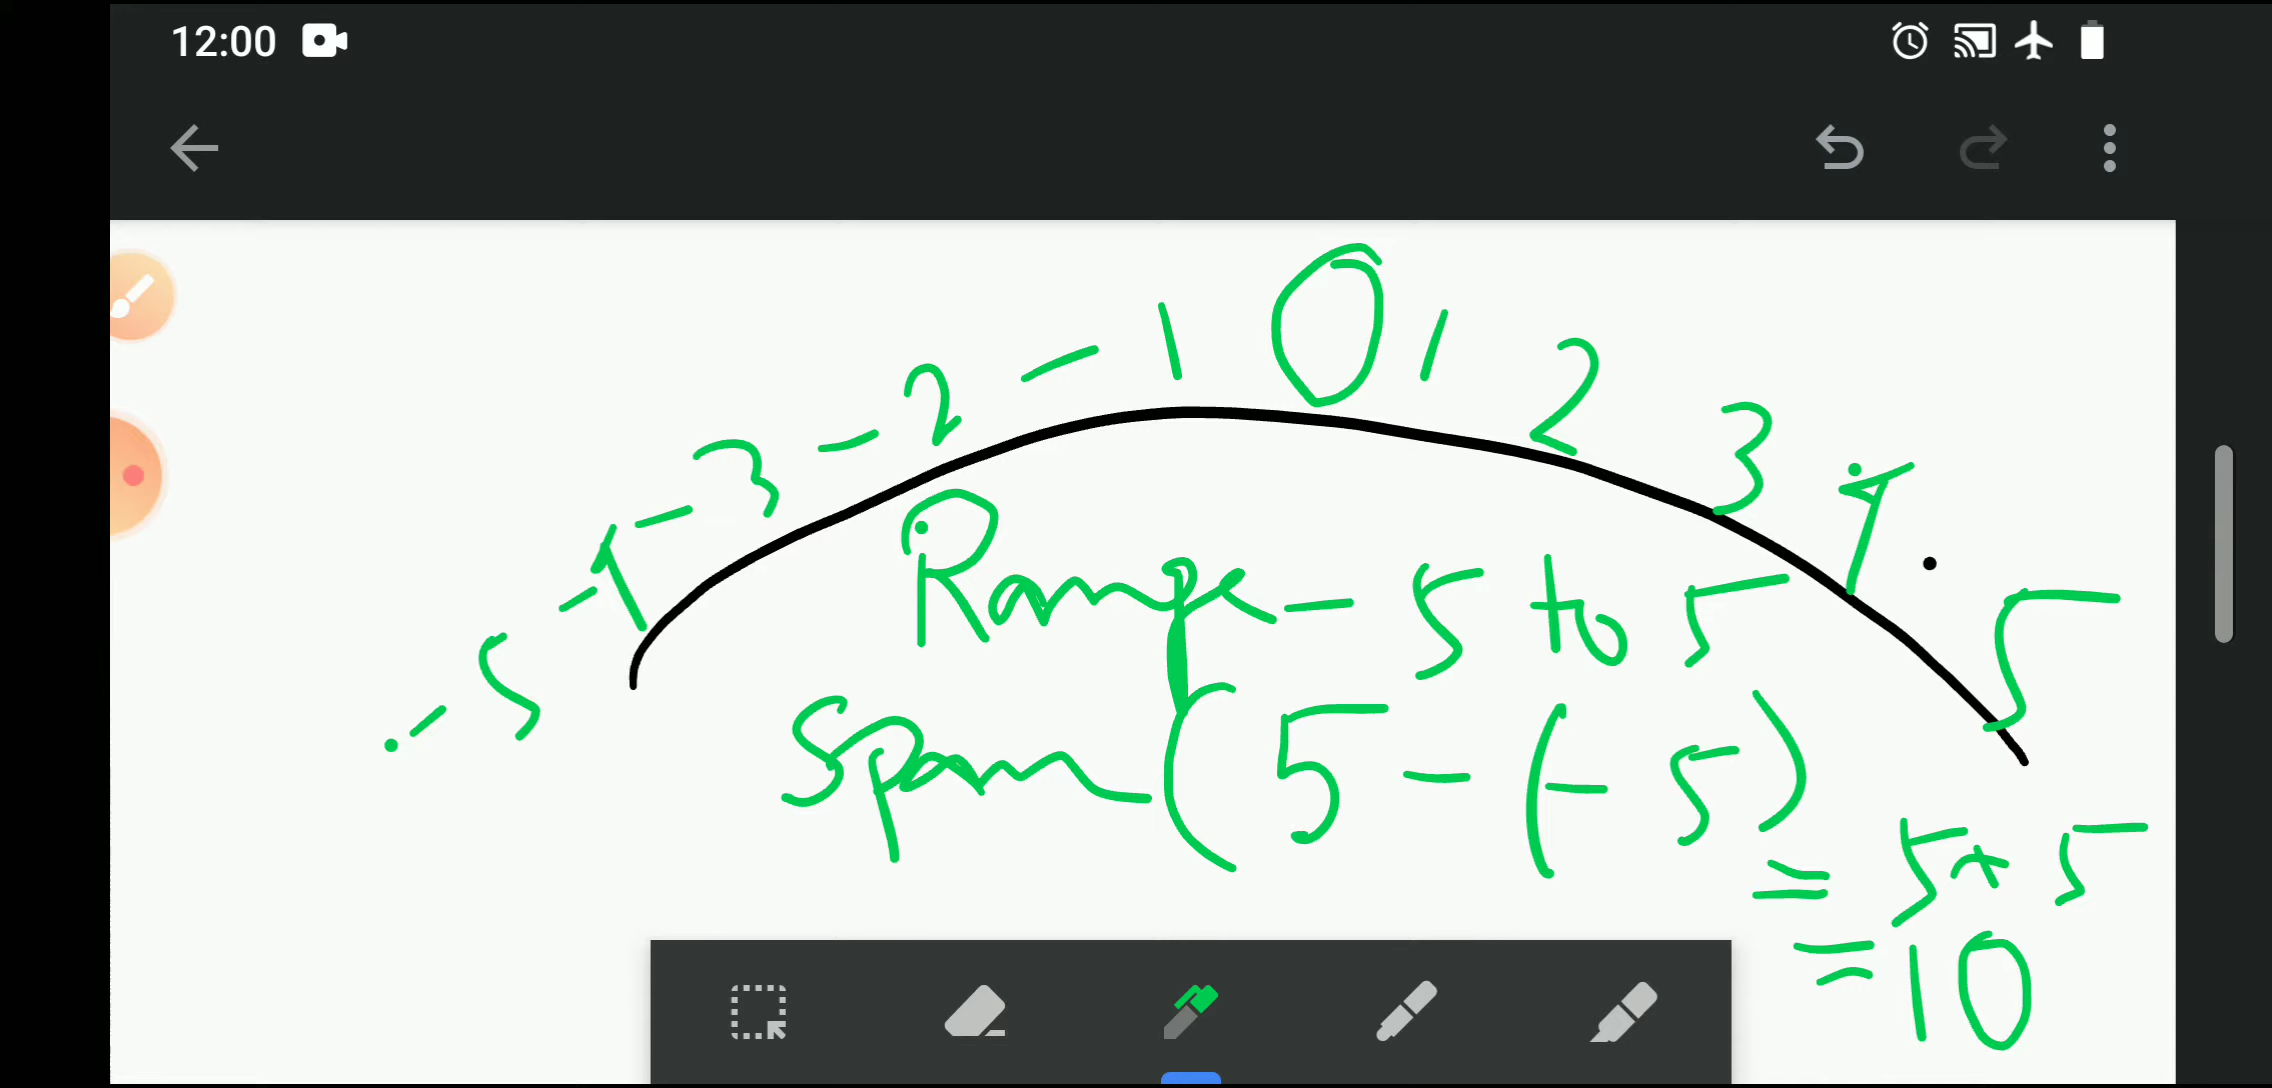 12:00
-5 -4 -3 -2 -1 0 1 2 3 4 5
Range - 5 to 5
Span (5 - (-5)
= 5 + 5
= 10